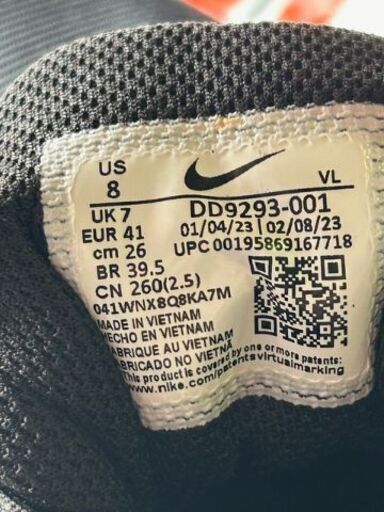 US
8
VL
UK 7
DD9293-001
EUR 41
01/04/23 | 02/08/23
cm 26
UPC 00195869167718
BR 39.5
CN 260(2.5)
041WNX8Q8KA7M
MADE IN VIETNAM
HECHO EN VIETNAM
FABRIQUE AU VIETNAM
FABRICADO NO VIETNÃ
This product is covered by one or more patents:
www.nike.com/patentsvirtualmarking